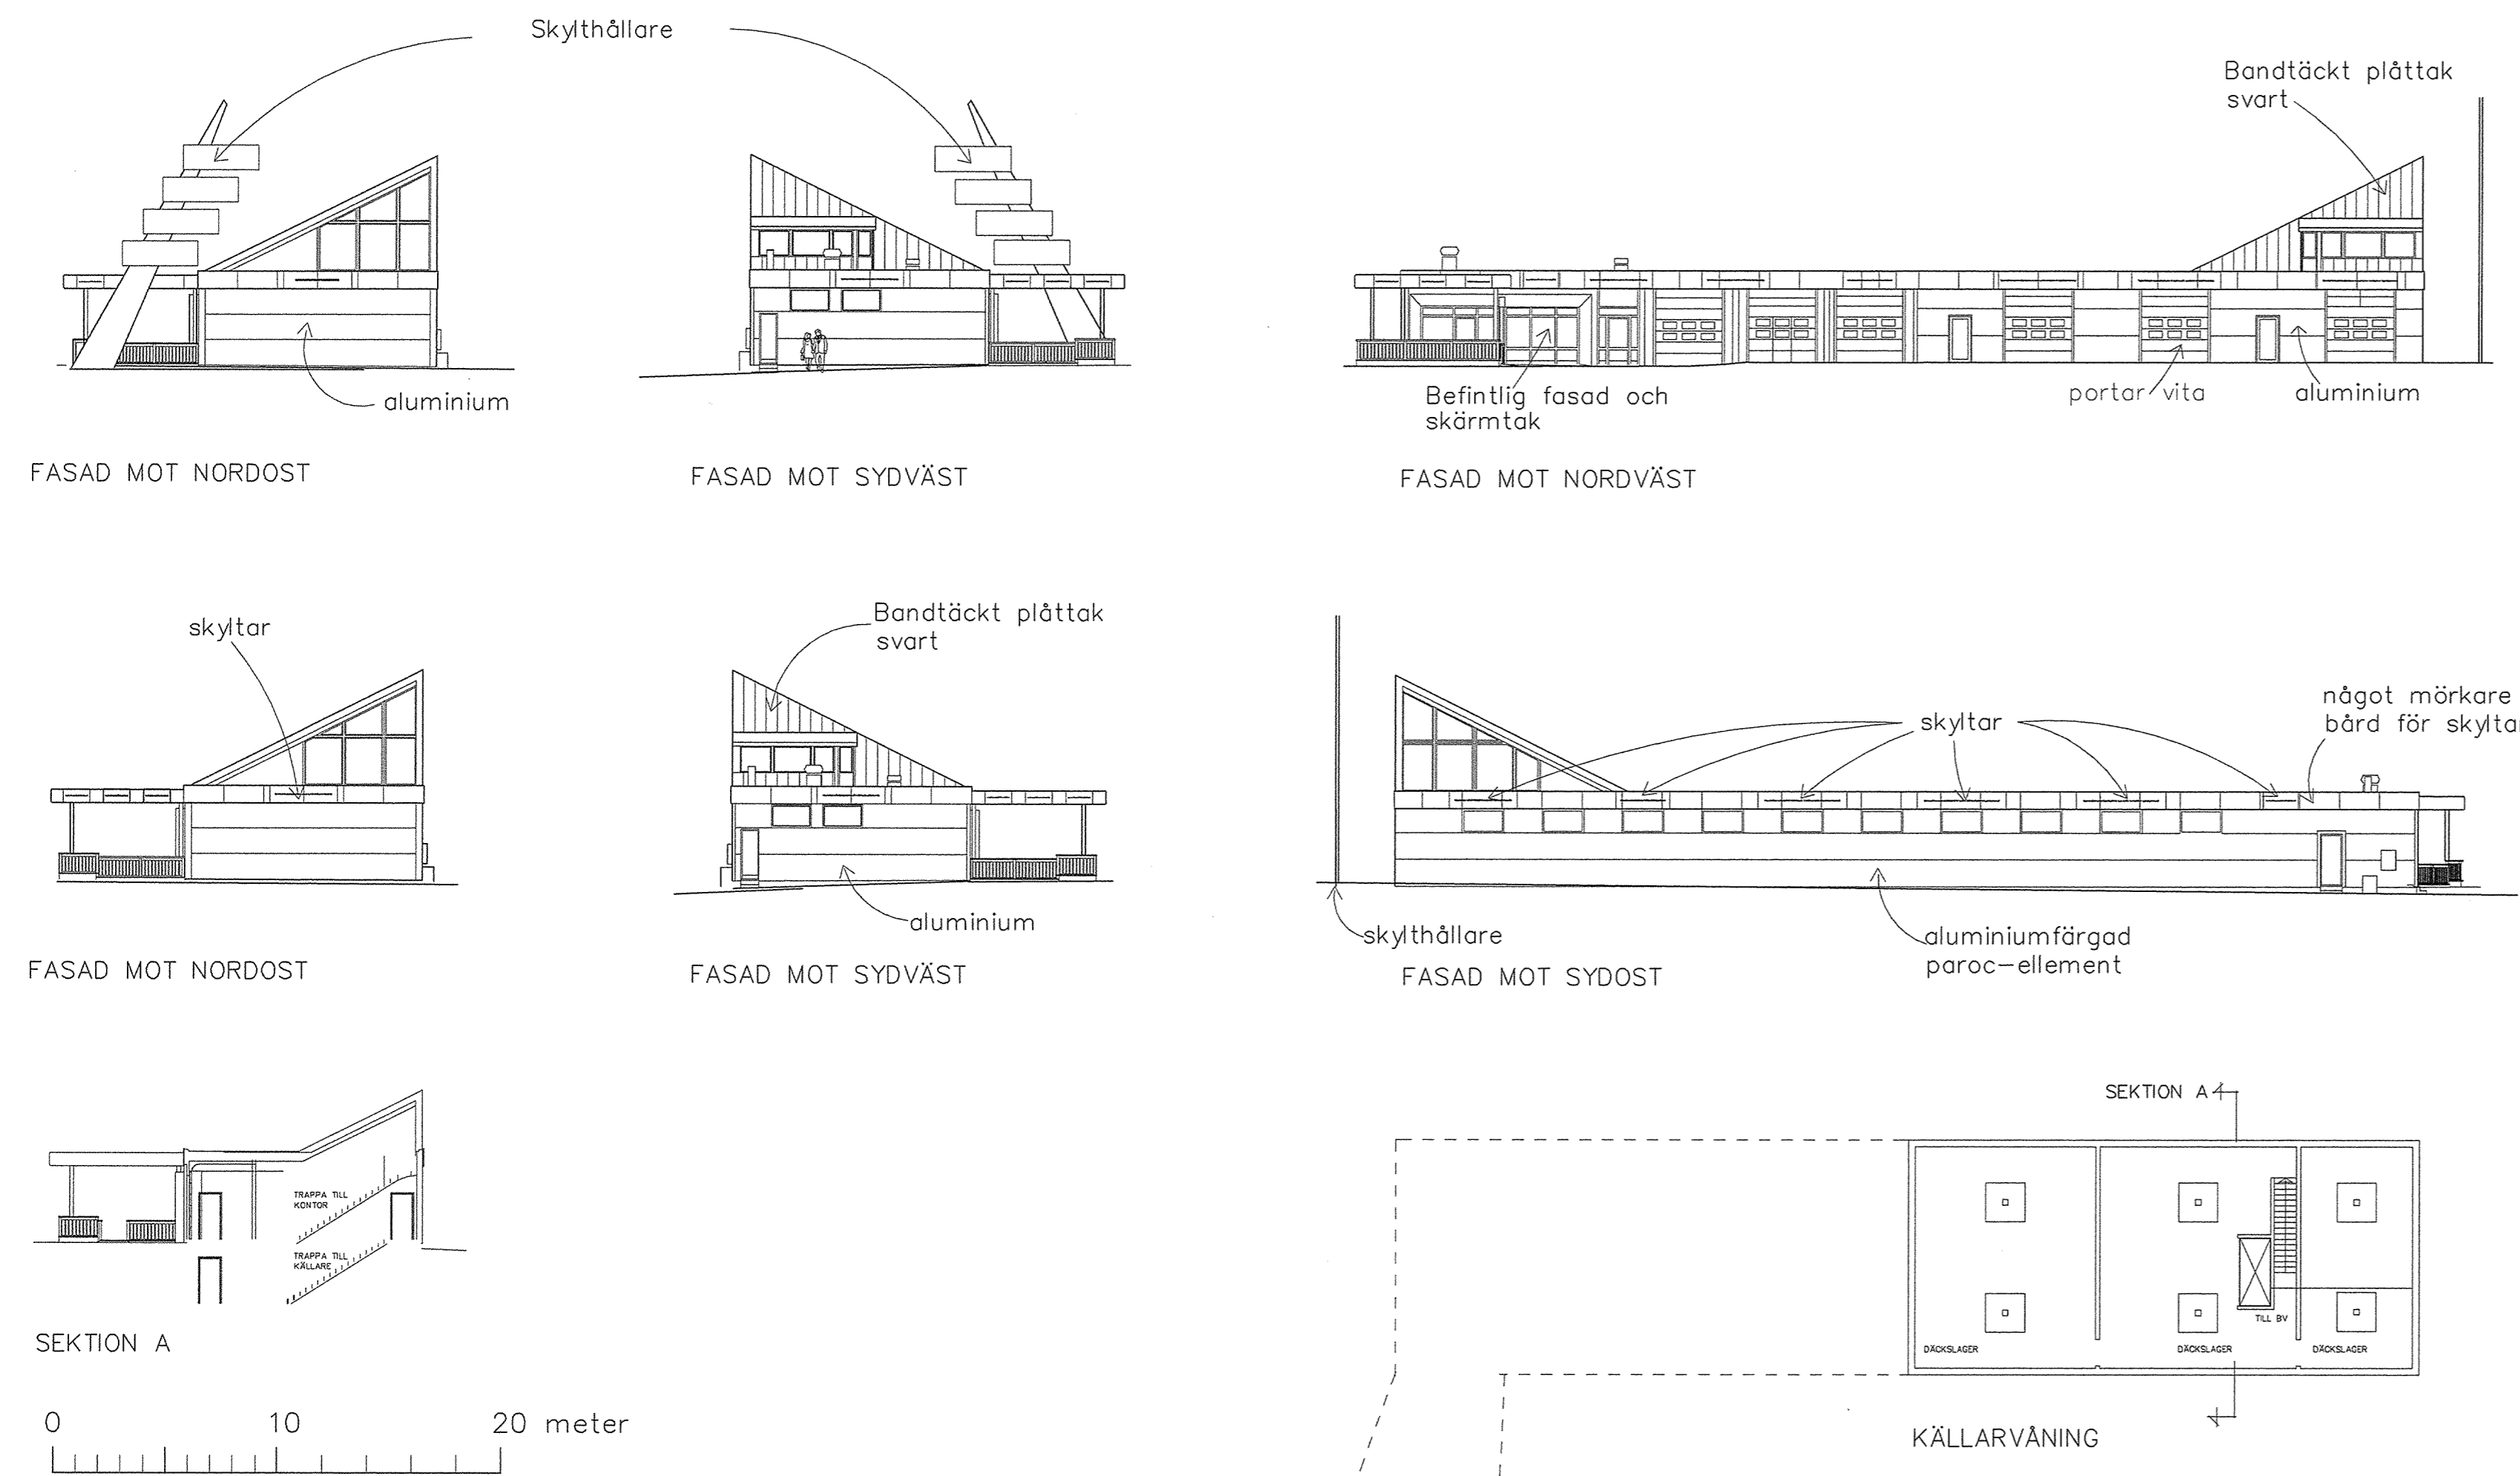 Skylthållare
Bandtäckt plåttak
svart
aluminium
Befintlig fasad och
skärmtak
portar vita
aluminium
FASAD MOT NORDOST
FASAD MOT SYDVÄST
FASAD MOT NORDVÄST
skyltar
Bandtäckt plåttak
svart
något mörkare
skyltar
bård för skyltar
aluminium
skylthållare
aluminiumfärgad
paroc-ellement
FASAD MOT NORDOST
FASAD MOT SYDVÄST
FASAD MOT SYDOST
SEKTION A
TRAPPA TILL
KONTOR
TRAPPA TILL
KÄLLARE
TILL BV
DÄCKSLAGER
DÄCKSLAGER
DÄCKSLAGER
SEKTION A
0 10 20 meter
KÄLLARVÅNING